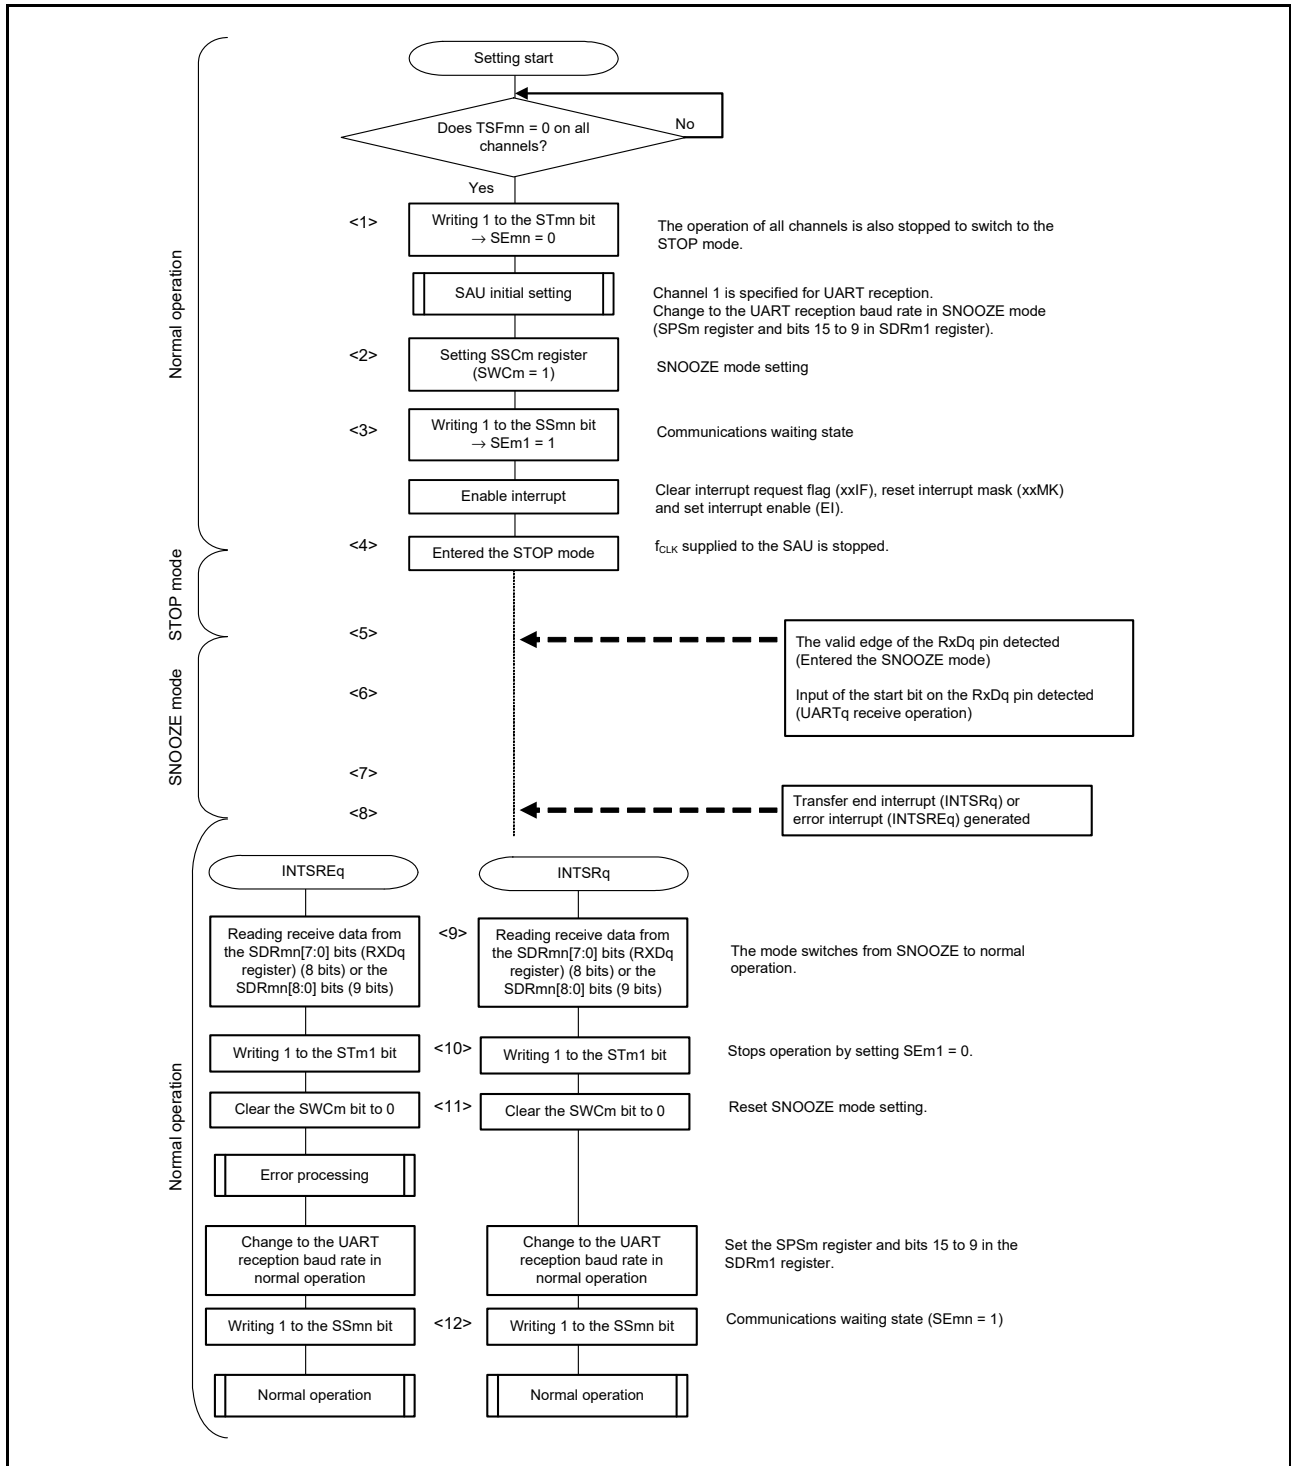 Setting start
Does TSFmn = 0 on all
channels?
No
Yes
Normal operation
<1>
Writing 1 to the STmn bit
→ SEmn = 0
The operation of all channels is also stopped to switch to the
STOP mode.
SAU initial setting
Channel 1 is specified for UART reception.
Change to the UART reception baud rate in SNOOZE mode
(SPSm register and bits 15 to 9 in SDRm1 register).
<2>
Setting SSCm register
(SWCm = 1)
SNOOZE mode setting
<3>
Writing 1 to the SSmn bit
→ SEm1 = 1
Communications waiting state
Enable interrupt
Clear interrupt request flag (xxIF), reset interrupt mask (xxMK)
and set interrupt enable (EI).
<4>
Entered the STOP mode
fCLK supplied to the SAU is stopped.
STOP mode
<5>
The valid edge of the RxDq pin detected
(Entered the SNOOZE mode)
SNOOZE mode
<6>
Input of the start bit on the RxDq pin detected
(UARTq receive operation)
<7>
<8>
Transfer end interrupt (INTSRq) or
error interrupt (INTSREq) generated
Normal operation
INTSREq
INTSRq
Reading receive data from
the SDRmn[7:0] bits (RXDq
register) (8 bits) or the
SDRmn[8:0] bits (9 bits)
<9>
Reading receive data from
the SDRmn[7:0] bits (RXDq
register) (8 bits) or the
SDRmn[8:0] bits (9 bits)
The mode switches from SNOOZE to normal
operation.
Writing 1 to the STm1 bit
<10>
Writing 1 to the STm1 bit
Stops operation by setting SEm1 = 0.
Clear the SWCm bit to 0
<11>
Clear the SWCm bit to 0
Reset SNOOZE mode setting.
Error processing
Change to the UART
reception baud rate in
normal operation
Change to the UART
reception baud rate in
normal operation
Set the SPSm register and bits 15 to 9 in the
SDRm1 register.
Writing 1 to the SSmn bit
<12>
Writing 1 to the SSmn bit
Communications waiting state (SEmn = 1)
Normal operation
Normal operation